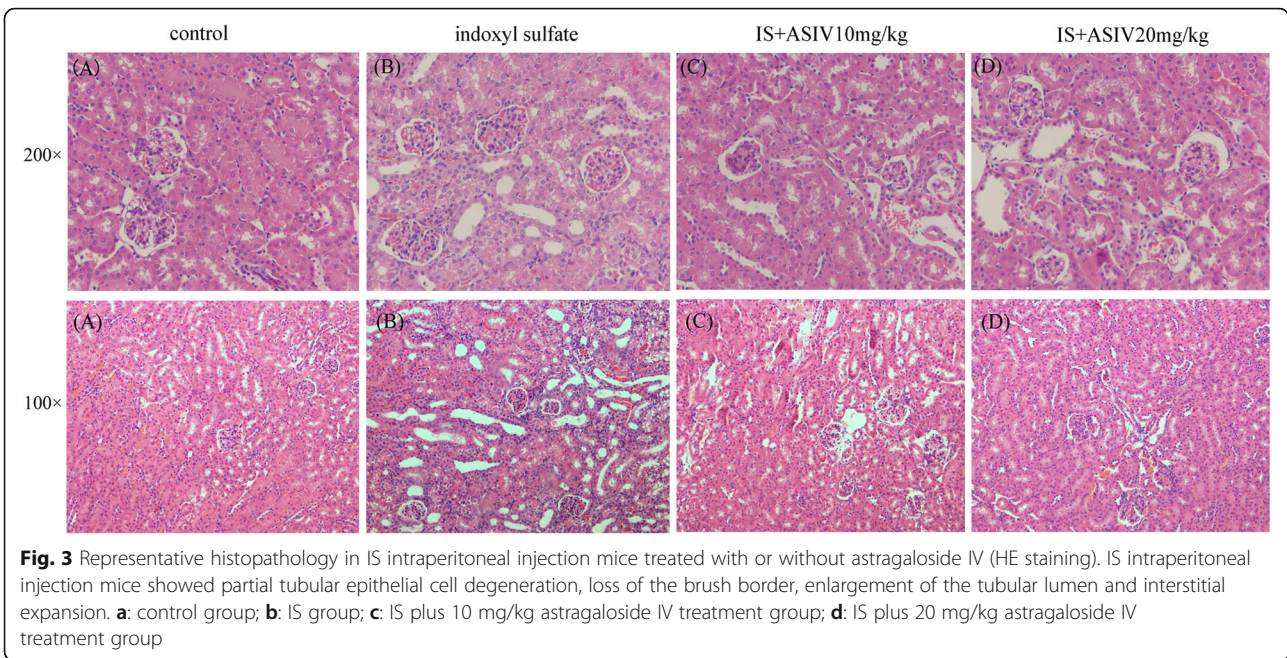 control indoxyl sulfate IS+ASIV10mg/kg IS+ASIV20mg/kg
(A) (B) (C) (D)
200×
(A) (B) (C) (D)
100×
Fig. 3 Representative histopathology in IS intraperitoneal injection mice treated with or without astragaloside IV (HE staining). IS intraperitoneal
injection mice showed partial tubular epithelial cell degeneration, loss of the brush border, enlargement of the tubular lumen and interstitial
expansion. a: control group; b: IS group; c: IS plus 10 mg/kg astragaloside IV treatment group; d: IS plus 20 mg/kg astragaloside IV
treatment group